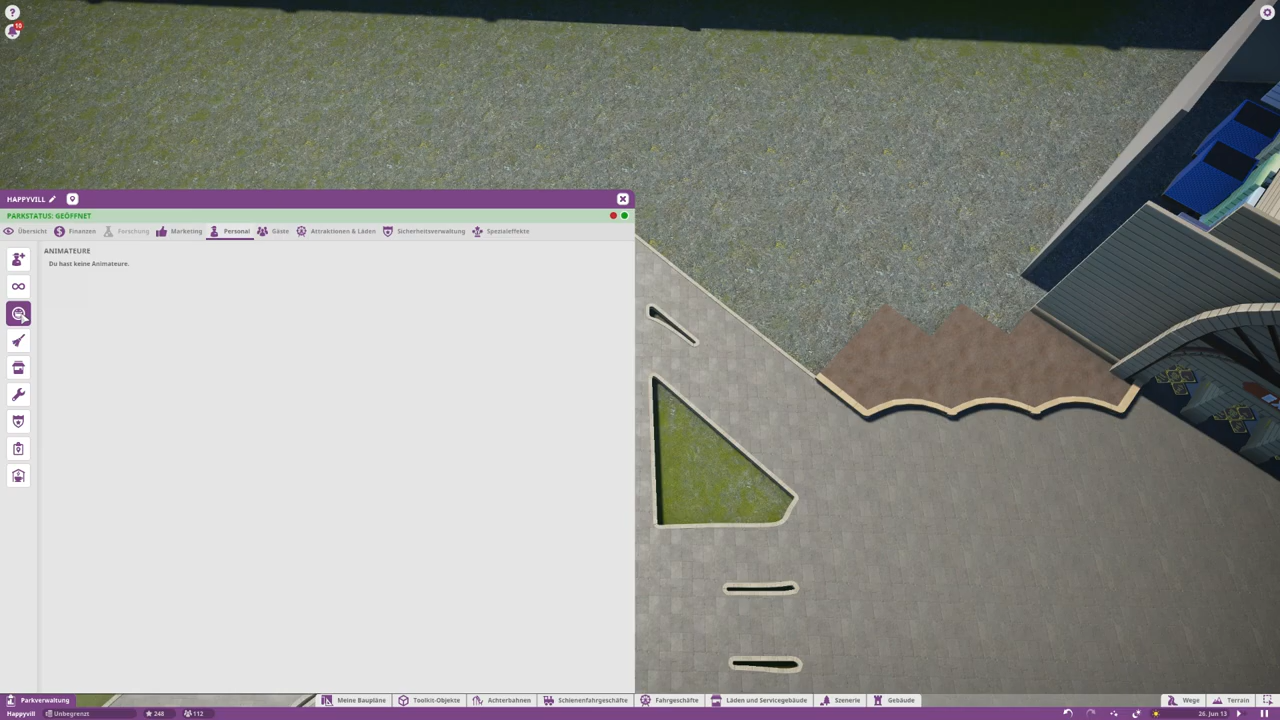 ?
10
HAPPYVILL
PARKSTATUS: GEÖFFNET
Übersicht Finanzen Forschung Marketing Personal Gäste Attraktionen & Läden Sicherheitsverwaltung Spezialeffekte
ANIMATEURE
Du hast keine Animateure.
Parkverwaltung Meine Baupläne Toolkit-Objekte Achterbahnen Schienenfahrgeschäfte Fahrgeschäfte Läden und Servicegebäude Szenerie Gebäude Wege Terrain
Happyvill Unbegrenzt 248 112 26. Jun 13